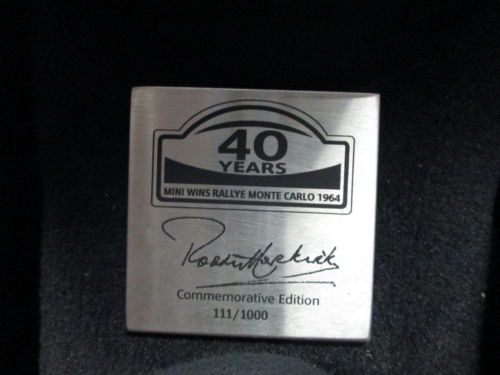 40
YEARS
MINI WINS RALLYE MONTE CARLO 1964
Commemorative Edition
111/1000